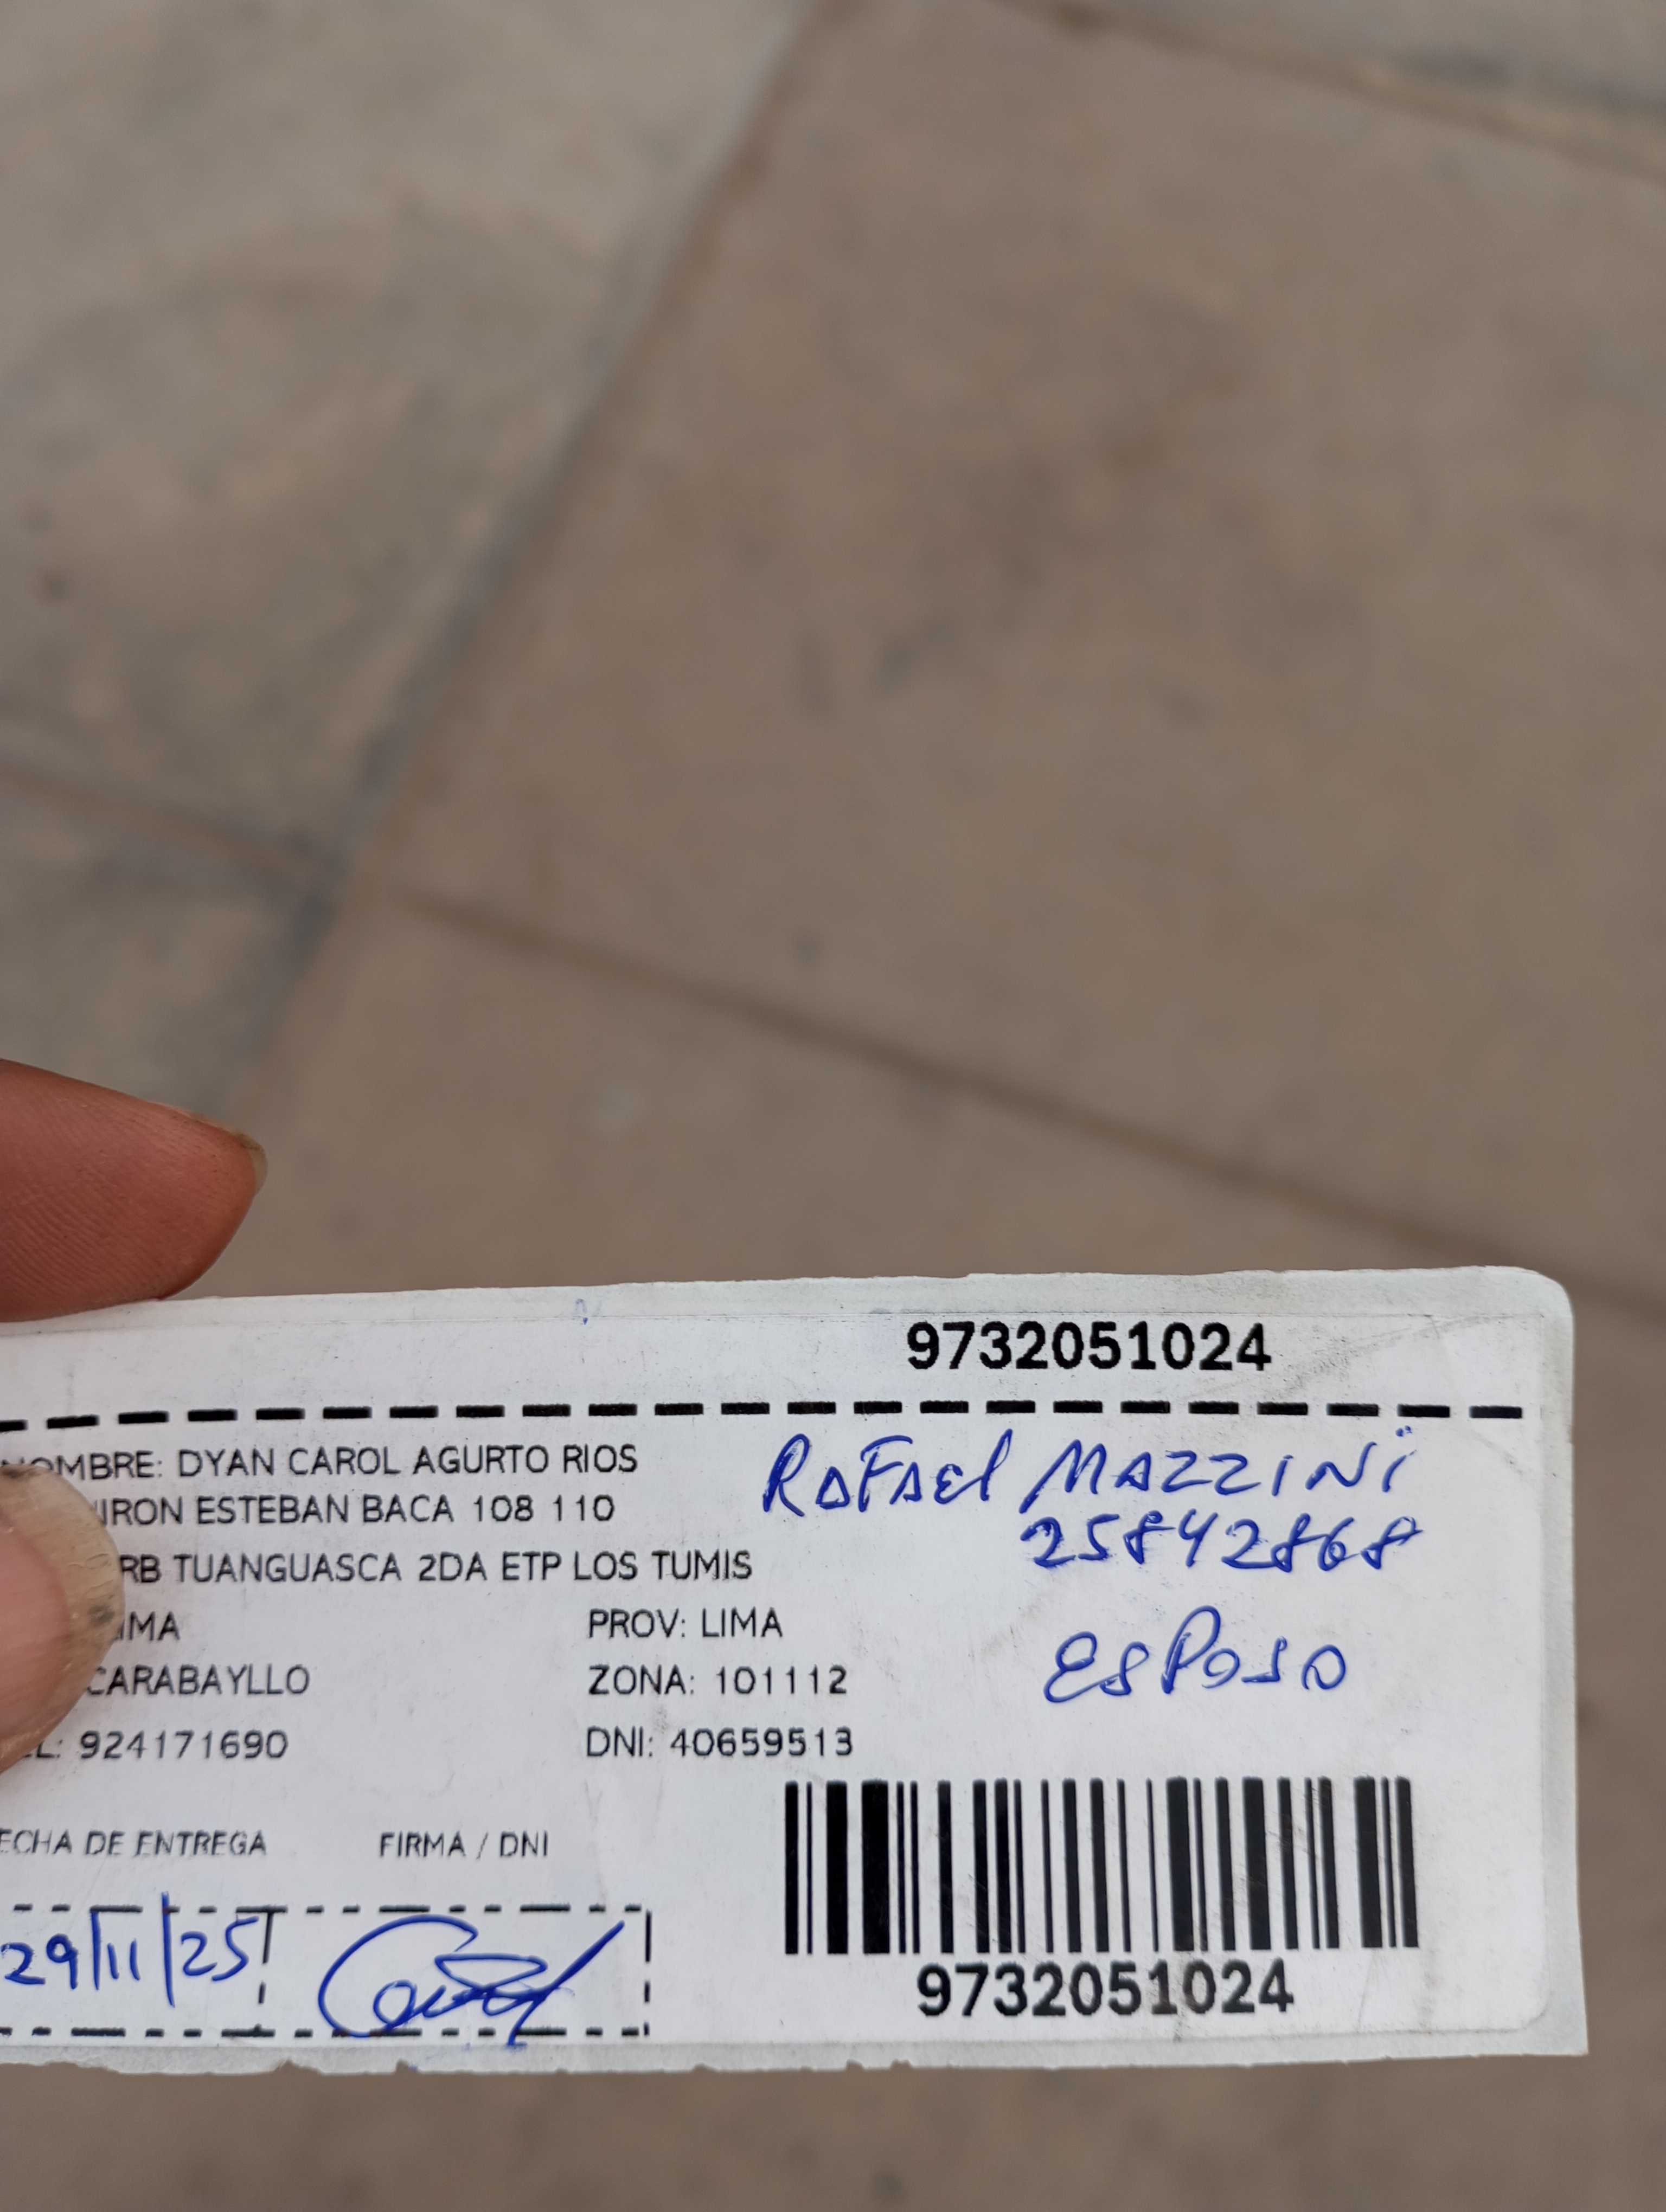 9732051024
NOMBRE: DYAN CAROL AGURTO RIOS
RAFAEL MAZZINI
IRON ESTEBAN BACA 108 110
25842868
RB TUANGUASCA 2DA ETP LOS TUMIS
IMA PROV: LIMA
ESPOSO
CARABAYLLO ZONA: 101112
EL: 924171690 DNI: 40659513
ECHA DE ENTREGA FIRMA / DNI
29/11/25
9732051024